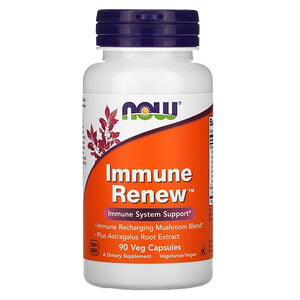 NOW
Immune
Renew™
Immune System Support*
• Immune Recharging Mushroom Blend*
• Plus Astragalus Root Extract
90 Veg Capsules
A Dietary Supplement Vegetarian/Vegan